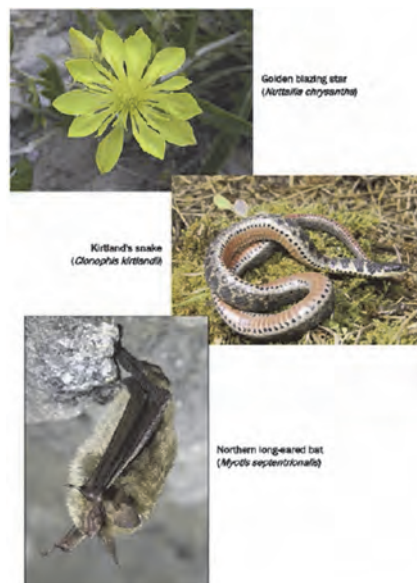 Golden blazing star
(Nuttallia chrysantha)
Kirtland's snake
(Clonophis kirtlandii)
Northern long-eared bat
(Myotis septentrionalis)